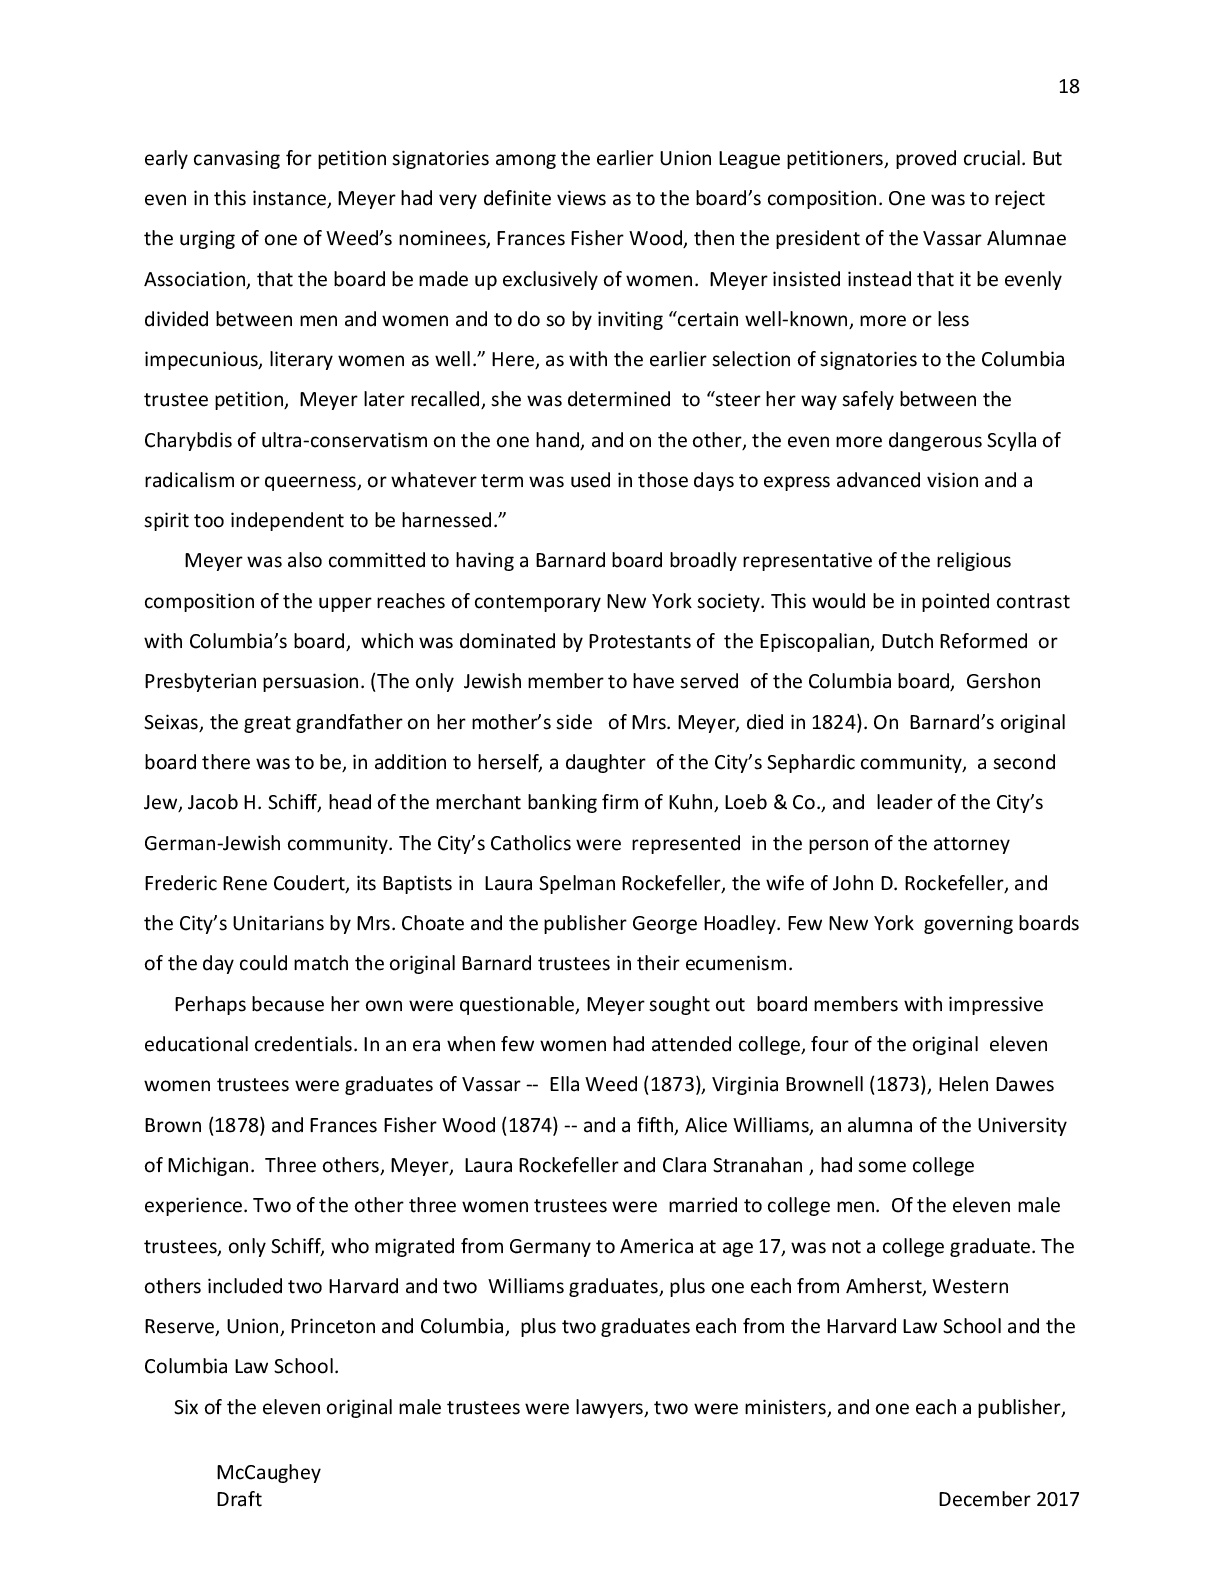 18
early canvasing for petition signatories among the earlier Union League petitioners, proved crucial. But
even in this instance, Meyer had very definite views as to the board’s composition. One was to reject
the urging of one of Weed’s nominees, Frances Fisher Wood, then the president of the Vassar Alumnae
Association, that the board be made up exclusively of women.  Meyer insisted instead that it be evenly
divided between men and women and to do so by inviting “certain well-known, more or less
impecunious, literary women as well.” Here, as with the earlier selection of signatories to the Columbia
trustee petition,  Meyer later recalled, she was determined  to “steer her way safely between the
Charybdis of ultra-conservatism on the one hand, and on the other, the even more dangerous Scylla of
radicalism or queerness, or whatever term was used in those days to express advanced vision and a
spirit too independent to be harnessed.”
Meyer was also committed to having a Barnard board broadly representative of the religious
composition of the upper reaches of contemporary New York society. This would be in pointed contrast
with Columbia’s board,  which was dominated by Protestants of  the Episcopalian, Dutch Reformed  or
Presbyterian persuasion. (The only  Jewish member to have served  of the Columbia board,  Gershon
Seixas, the great grandfather on her mother’s side   of Mrs. Meyer, died in 1824). On  Barnard’s original
board there was to be, in addition to herself, a daughter  of the City’s Sephardic community,  a second
Jew, Jacob H. Schiff, head of the merchant banking firm of Kuhn, Loeb & Co., and  leader of the City’s
German-Jewish community. The City’s Catholics were  represented  in the person of the attorney
Frederic Rene Coudert, its Baptists in  Laura Spelman Rockefeller, the wife of John D. Rockefeller, and
the City’s Unitarians by Mrs. Choate and the publisher George Hoadley. Few New York  governing boards
of the day could match the original Barnard trustees in their ecumenism.
Perhaps because her own were questionable, Meyer sought out  board members with impressive
educational credentials. In an era when few women had attended college, four of the original  eleven
women trustees were graduates of Vassar --  Ella Weed (1873), Virginia Brownell (1873), Helen Dawes
Brown (1878) and Frances Fisher Wood (1874) -- and a fifth, Alice Williams, an alumna of the University
of Michigan.  Three others, Meyer,  Laura Rockefeller and Clara Stranahan , had some college
experience. Two of the other three women trustees were  married to college men.  Of the eleven male
trustees, only Schiff, who migrated from Germany to America at age 17, was not a college graduate. The
others included two Harvard and two  Williams graduates, plus one each from Amherst, Western
Reserve, Union, Princeton and Columbia,  plus two graduates each from the Harvard Law School and the
Columbia Law School.
Six of the eleven original male trustees were lawyers, two were ministers, and one each a publisher,
McCaughey
Draft December 2017